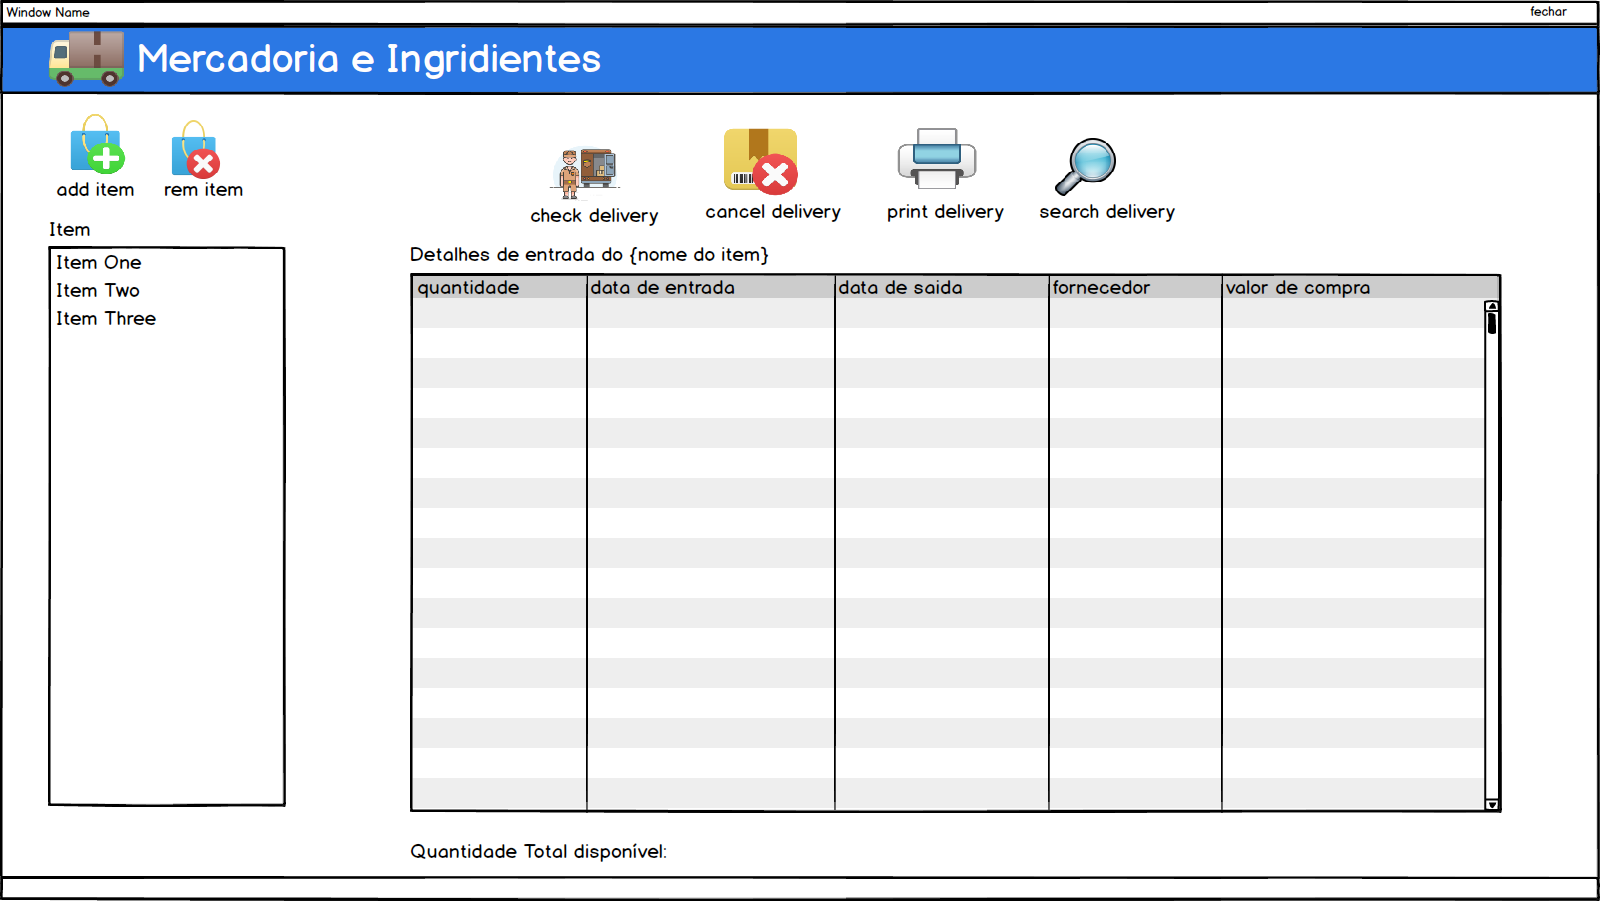 Window Name
fechar
Mercadoria e Ingridientes
add item
rem item
check delivery
cancel delivery
print delivery
search delivery
Item
Item One
Item Two
Item Three
Detalhes de entrada do {nome do item}
quantidade data de entrada data de saida fornecedor valor de compra
Quantidade Total disponível: